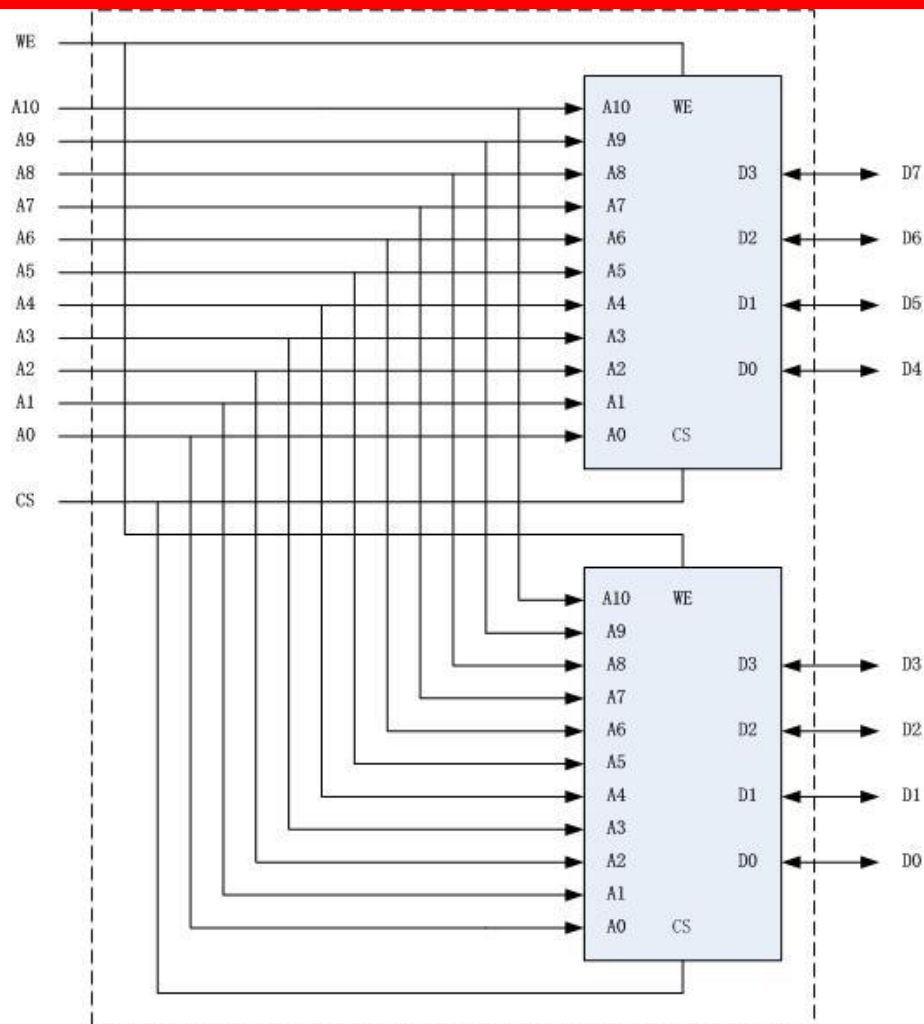 WE
A10 A10 WE
A9 A9
A8 A8 D3 D7
A7 A7
A6 A6 D2 D6
A5 A5
A4 A4 D1 D5
A3 A3
A2 A2 D0 D4
A1 A1
A0 A0 CS
CS
A10 WE
A9
A8 D3 D3
A7
A6 D2 D2
A5
A4 D1 D1
A3
A2 D0 D0
A1
A0 CS